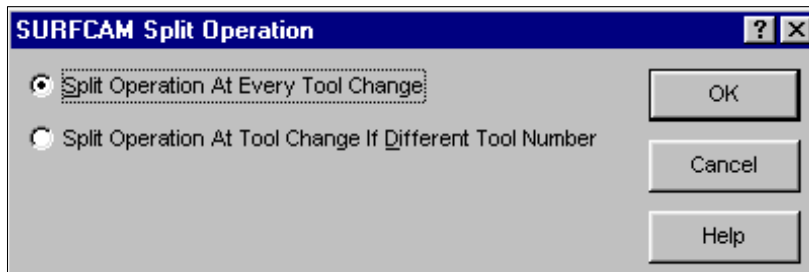 SURFCAM Split Operation
Split Operation At Every Tool Change
OK
Split Operation At Tool Change If Different Tool Number
Cancel
Help